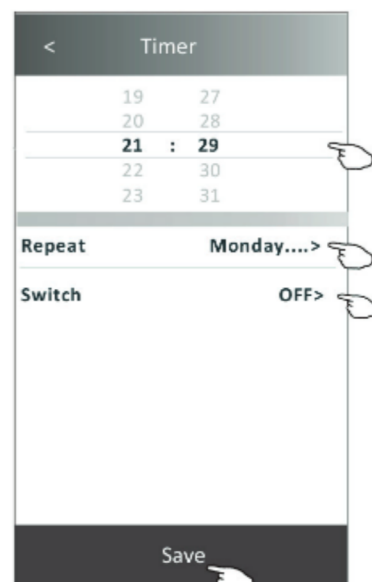 < Timer
19 27
20 28
21 : 29
22 30
23 31
Repeat Monday....>
Switch OFF>
Save